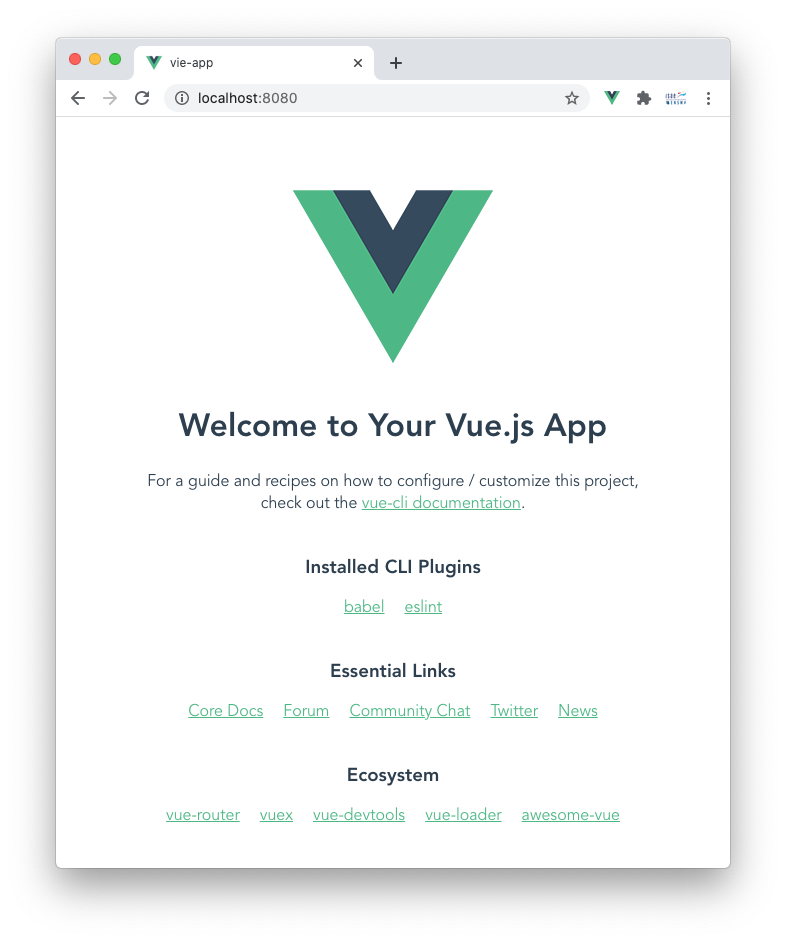 vie-app
localhost:8080
Welcome to Your Vue.js App
For a guide and recipes on how to configure / customize this project,
check out the vue-cli documentation.
Installed CLI Plugins
babel eslint
Essential Links
Core Docs Forum Community Chat Twitter News
Ecosystem
vue-router vuex vue-devtools vue-loader awesome-vue